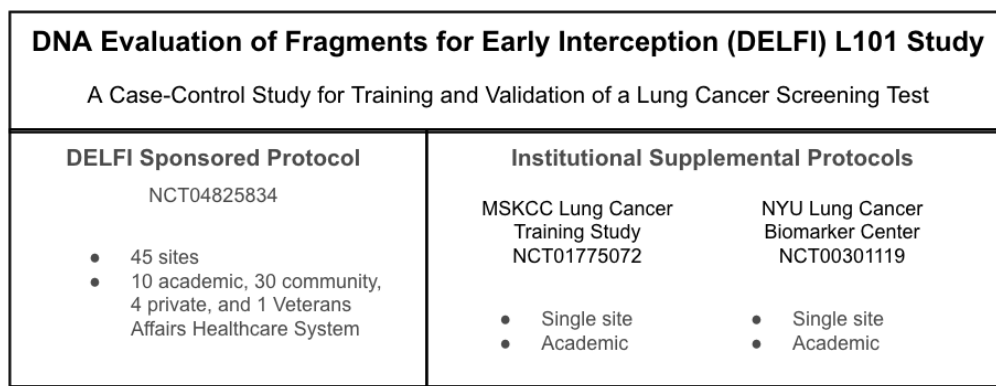 DNA Evaluation of Fragments for Early Interception (DELFI) L101 Study
A Case-Control Study for Training and Validation of a Lung Cancer Screening Test
DELFI Sponsored Protocol
NCT04825834
● 45 sites
● 10 academic, 30 community,
4 private, and 1 Veterans
Affairs Healthcare System
Institutional Supplemental Protocols
MSKCC Lung Cancer
Training Study
NCT01775072
● Single site
● Academic
NYU Lung Cancer
Biomarker Center
NCT00301119
● Single site
● Academic